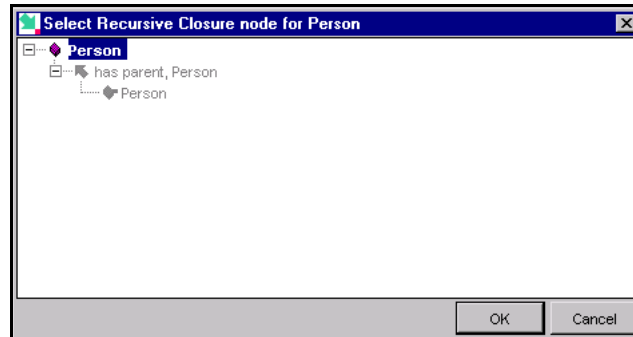 Select Recursive Closure node for Person
Person
has parent, Person
Person
OK Cancel